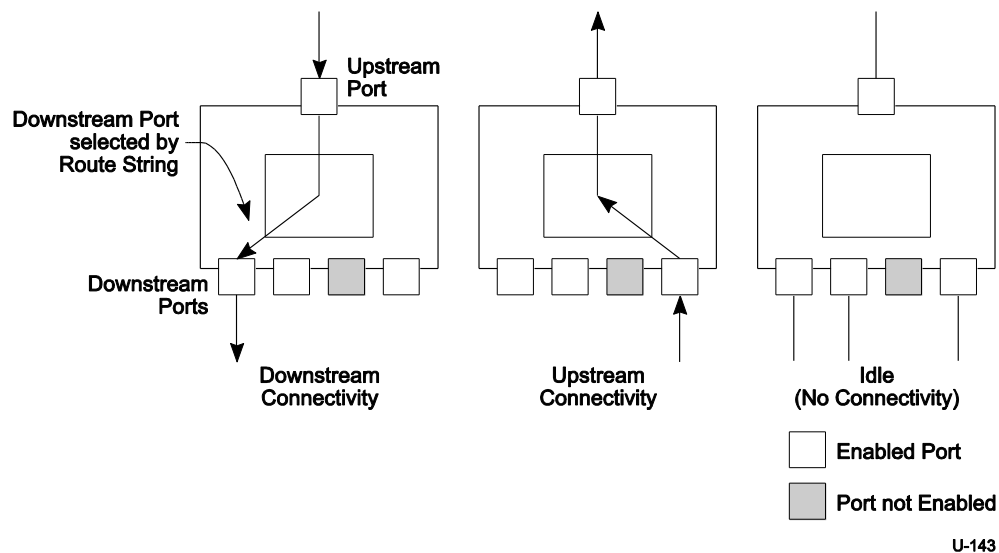 Upstream
Port
Downstream Port
selected by
Route String
Downstream
Ports
Downstream
Connectivity
Upstream
Connectivity
Idle
(No Connectivity)
Enabled Port
Port not Enabled
U-143